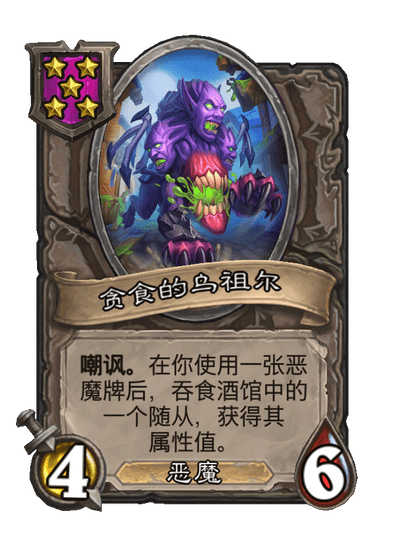 贪食的乌祖尔
嘲讽。在你使用一张恶
魔牌后，吞食酒馆中的
一个随从，获得其
属性值。
4
恶魔
6